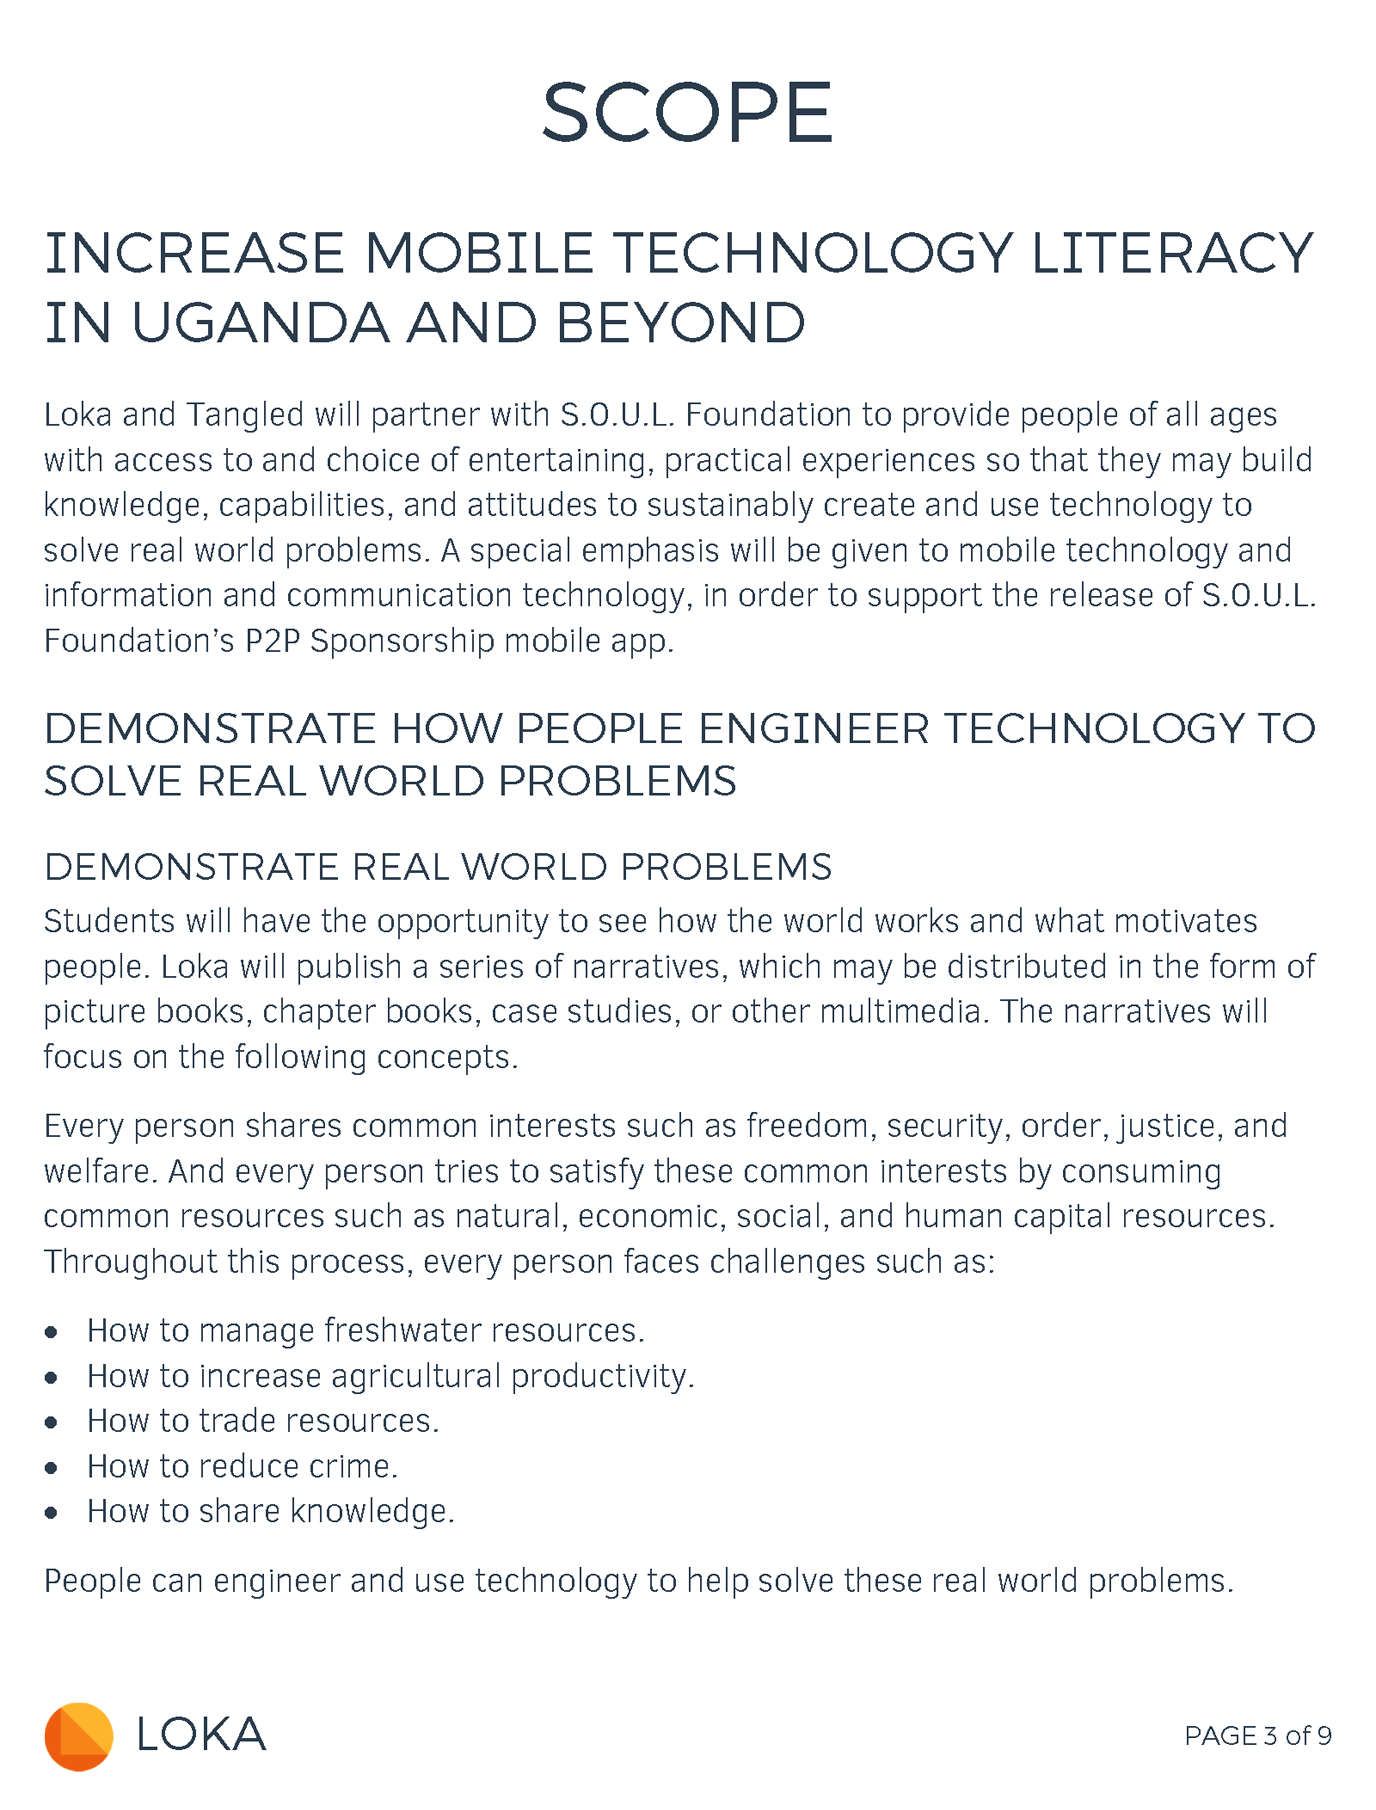 SCOPE
INCREASE MOBILE TECHNOLOGY LITERACY
IN UGANDA AND BEYOND
Loka and Tangled will partner with S.O.U.L. Foundation to provide people of all ages
with access to and choice of entertaining, practical experiences so that they may build
knowledge, capabilities, and attitudes to sustainably create and use technology to
solve real world problems. A special emphasis will be given to mobile technology and
information and communication technology, in order to support the release of S.O.U.L.
Foundation’s P2P Sponsorship mobile app.
DEMONSTRATE HOW PEOPLE ENGINEER TECHNOLOGY TO
SOLVE REAL WORLD PROBLEMS
DEMONSTRATE REAL WORLD PROBLEMS
Students will have the opportunity to see how the world works and what motivates
people. Loka will publish a series of narratives, which may be distributed in the form of
picture books, chapter books, case studies, or other multimedia. The narratives will
focus on the following concepts.
Every person shares common interests such as freedom, security, order, justice, and
welfare. And every person tries to satisfy these common interests by consuming
common resources such as natural, economic, social, and human capital resources.
Throughout this process, every person faces challenges such as:
• How to manage freshwater resources.
• How to increase agricultural productivity.
• How to trade resources.
• How to reduce crime.
• How to share knowledge.
People can engineer and use technology to help solve these real world problems.
LOKA
PAGE 3 of 9